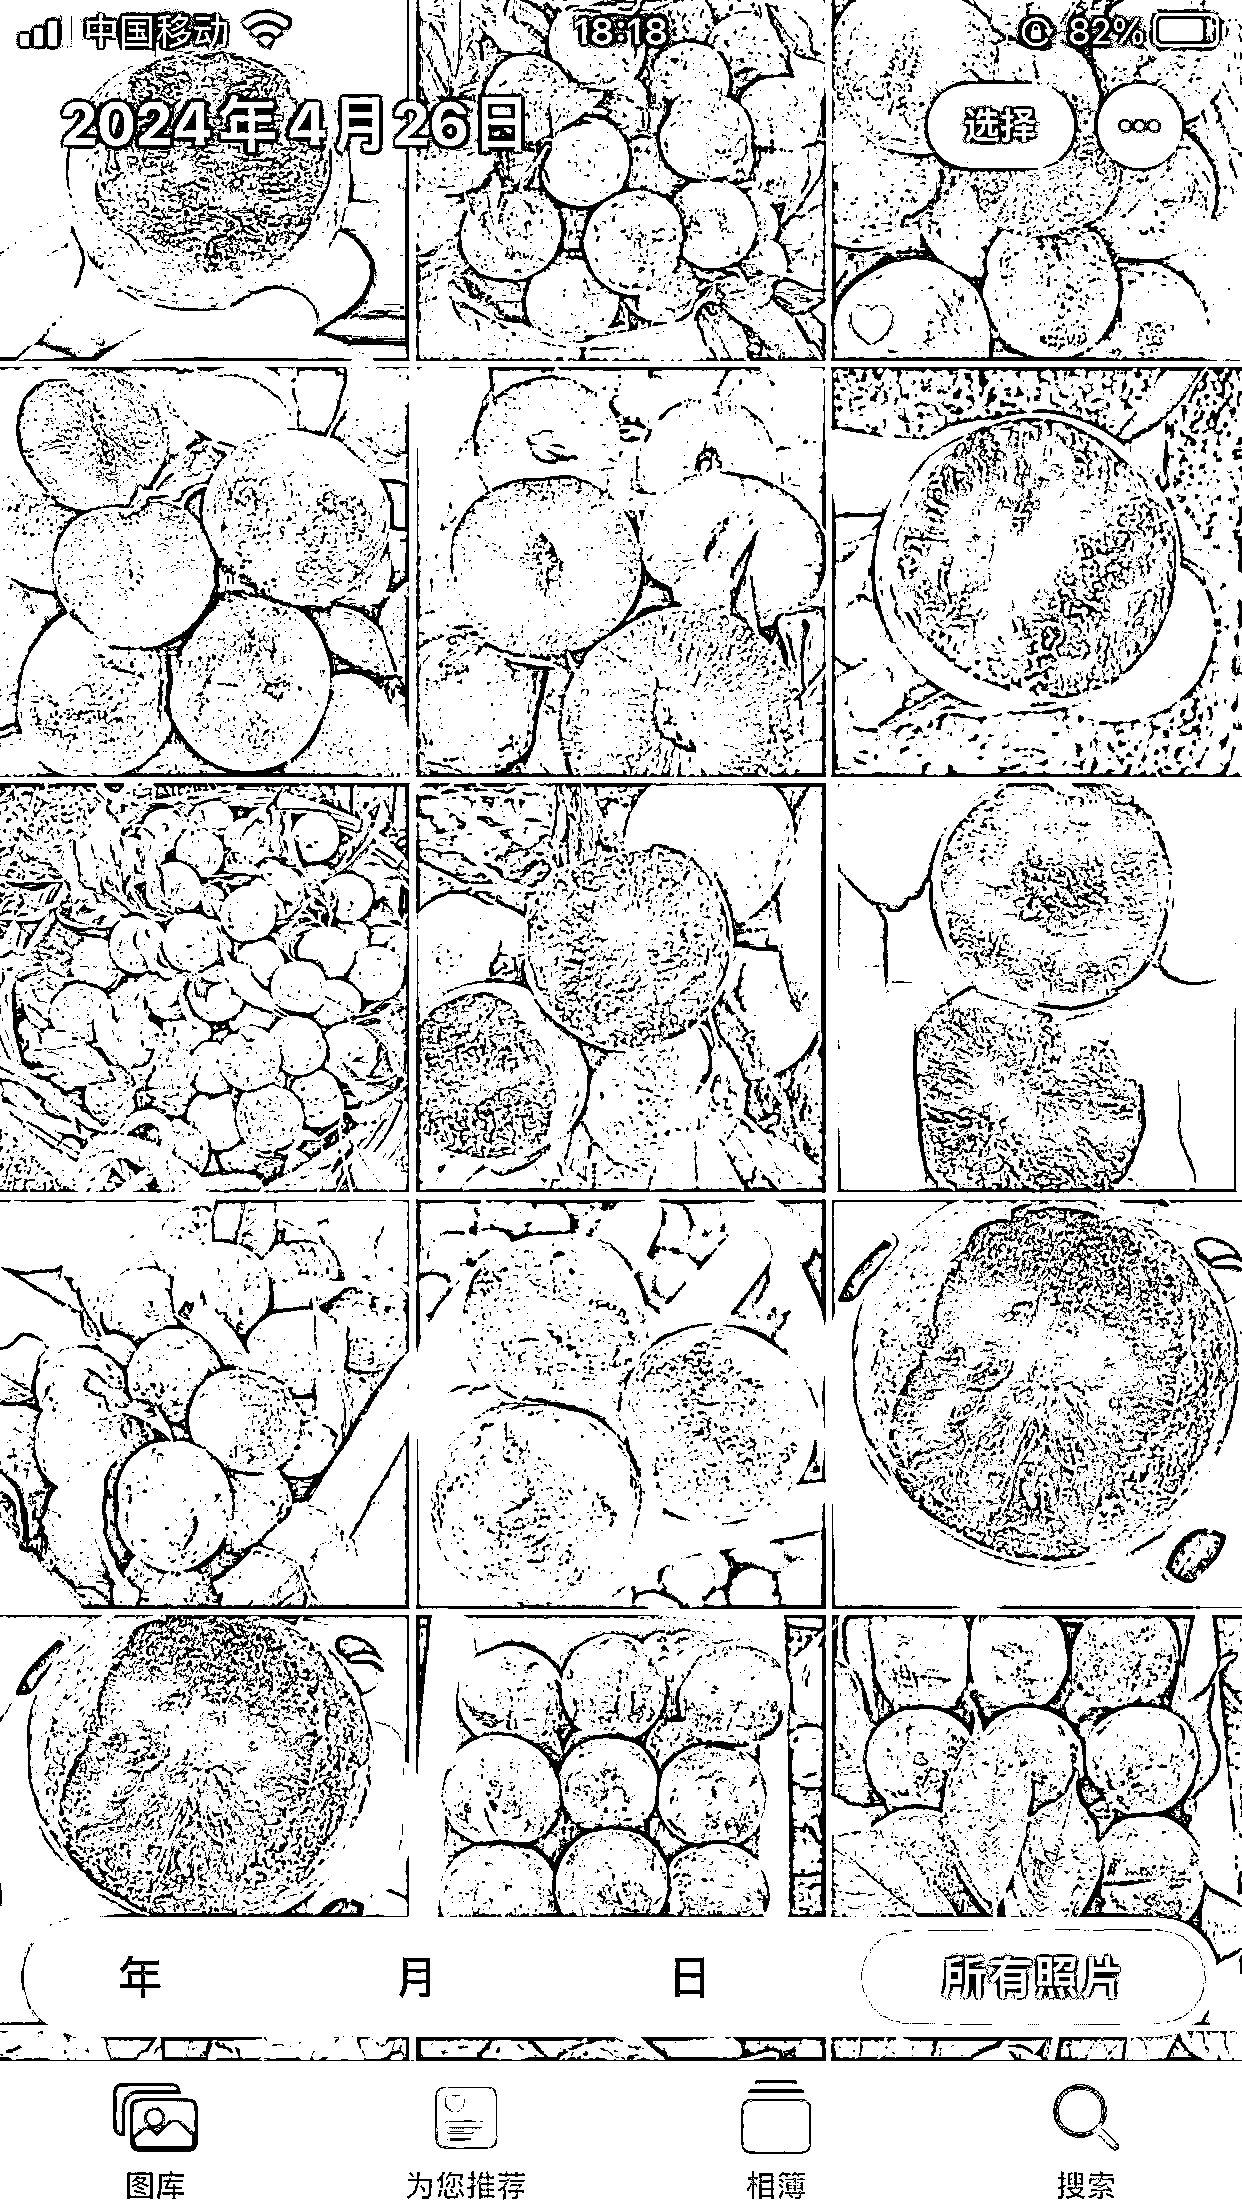 中国移动 18:18 82%
2024年4月26日 选择
年 月 日 所有照片
图库 为您推荐 相簿 搜索